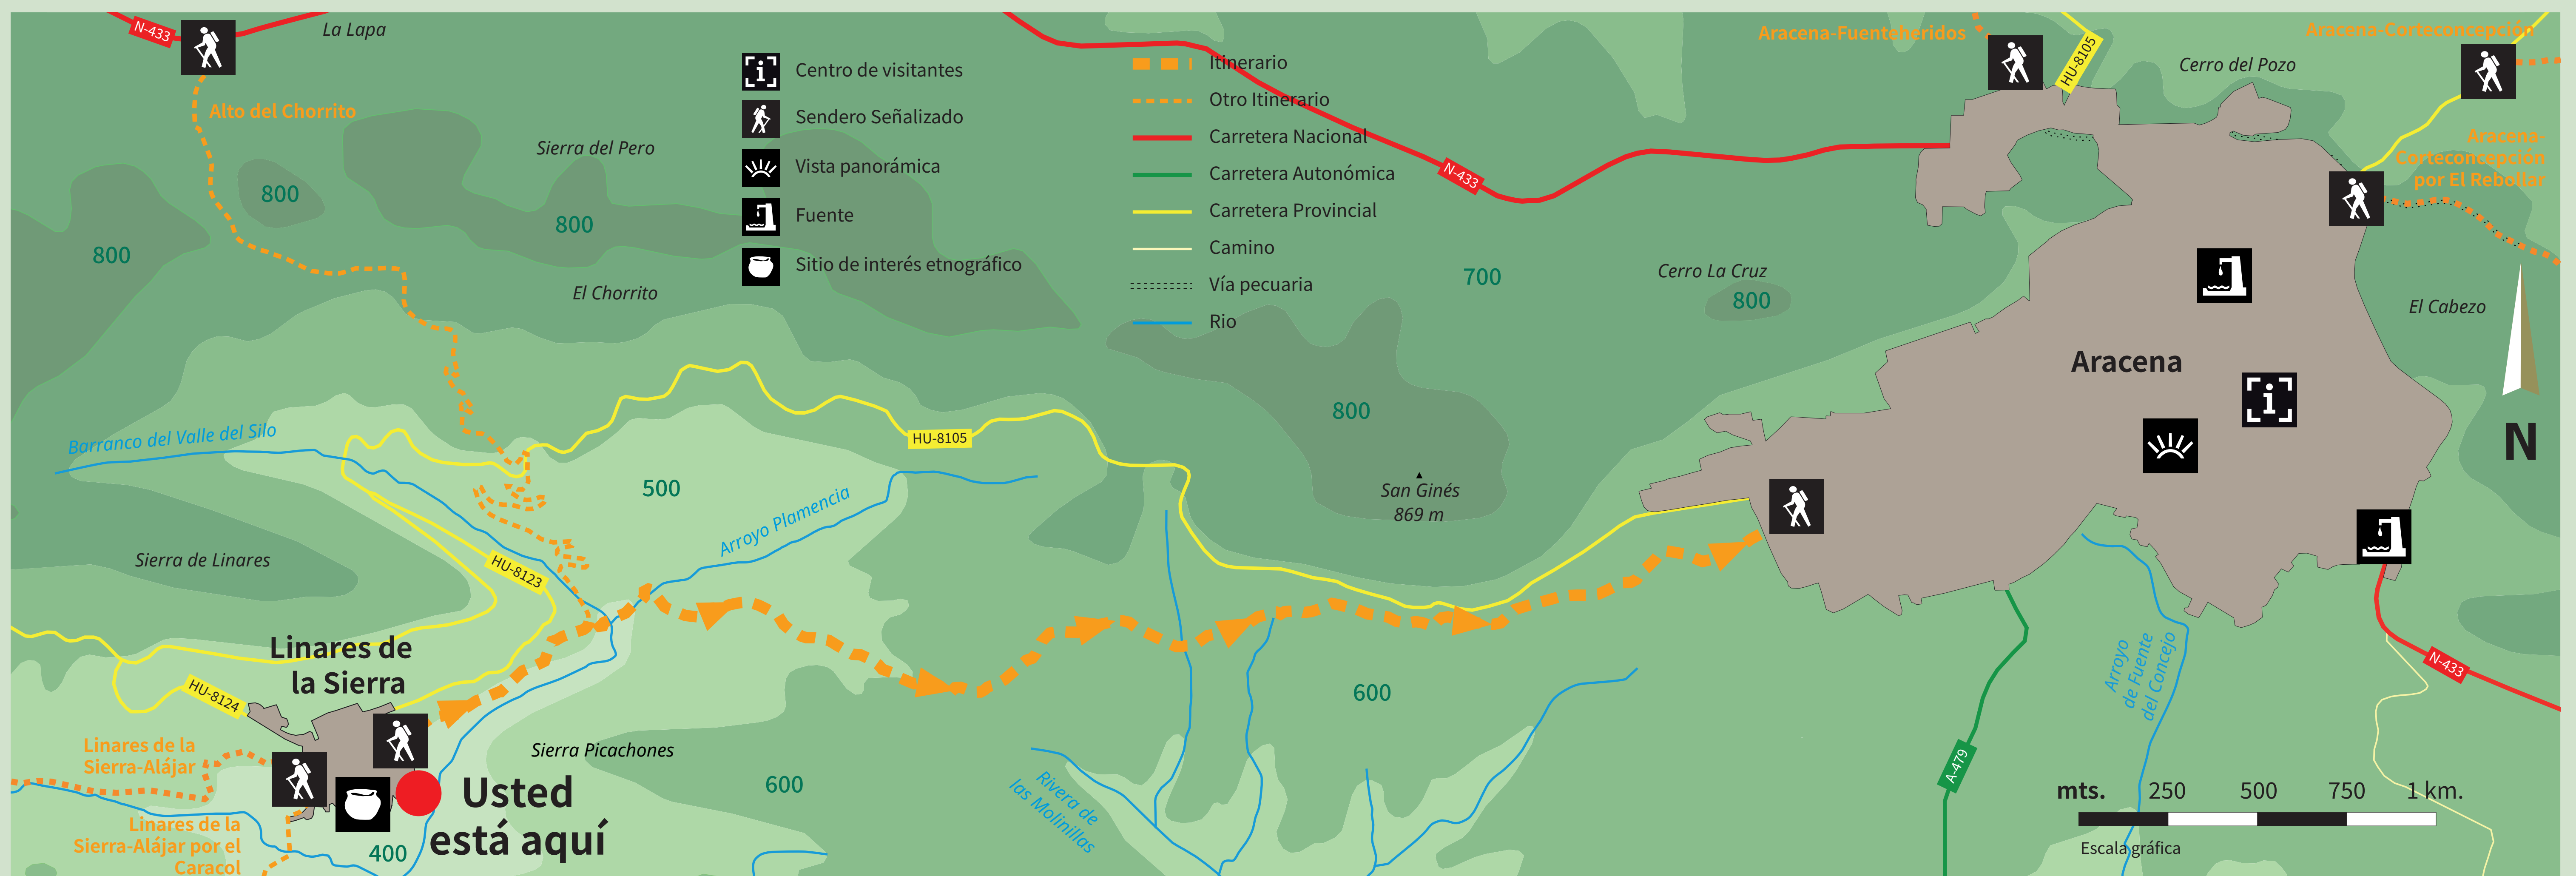 N-433
La Lapa
Alto del Chorrito
Sierra del Pero
800
800
800
El Chorrito
Centro de visitantes
Sendero Señalizado
Vista panorámica
Fuente
Sitio de interés etnográfico
Itinerario
Otro Itinerario
Carretera Nacional
Carretera Autonómica
Carretera Provincial
Camino
Vía pecuaria
Rio
N-433
700
Cerro La Cruz
800
Aracena-Fuenteheridos
HU-8105
Cerro del Pozo
Aracena-Corteconcepción
Aracena-
Corteconcepción
por El Rebollar
El Cabezo
N
Aracena
800
San Ginés
869 m
Barranco del Valle del Silo
HU-8105
500
Arroyo Plamencia
Sierra de Linares
HU-8123
Linares de
la Sierra
HU-8124
Linares de la
Sierra-Alájar
Linares de la
Sierra-Alájar por el
Caracol
400
Usted
está aquí
Sierra Picachones
600
Rivera de
las Molinillas
600
A-479
Arroyo
de Fuente
del Concejo
N-433
mts. 250 500 750 1 km.
Escala gráfica